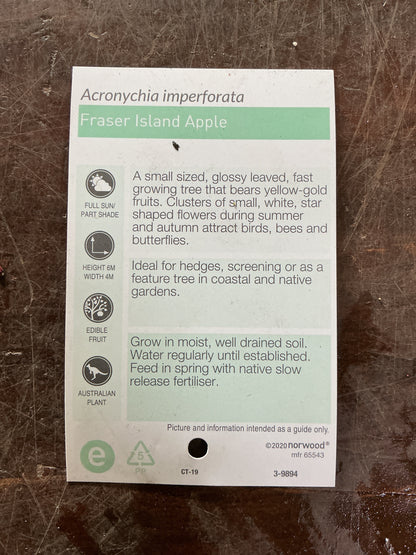 Acronychia imperforata
Fraser Island Apple
FULL SUN/
PART SHADE
A small sized, glossy leaved, fast
growing tree that bears yellow-gold
fruits. Clusters of small, white, star
shaped flowers during summer
and autumn attract birds, bees and
butterflies.
HEIGHT 6M
WIDTH 4M
Ideal for hedges, screening or as a
feature tree in coastal and native
gardens.
EDIBLE
FRUIT
AUSTRALIAN
PLANT
Grow in moist, well drained soil.
Water regularly until established.
Feed in spring with native slow
release fertiliser.
Picture and information intended as a guide only.
©2020 norwood®
mfr 65543
e
5
PP
CT-19
3-9894